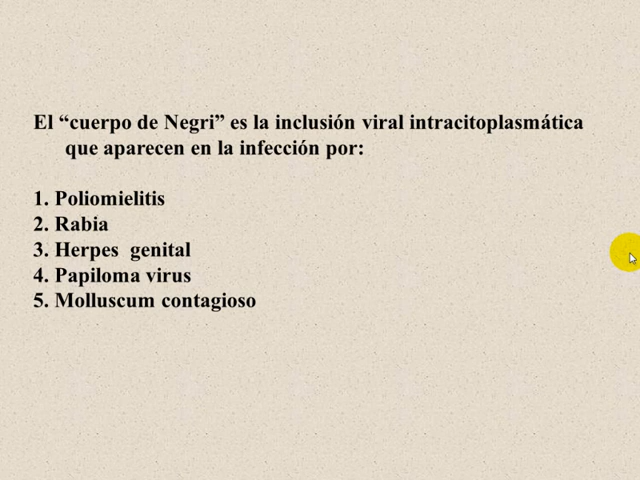 El “cuerpo de Negri” es la inclusión viral intracitoplasmática
que aparecen en la infección por:
1. Poliomielitis
2. Rabia
3. Herpes  genital
4. Papiloma virus
5. Molluscum contagioso